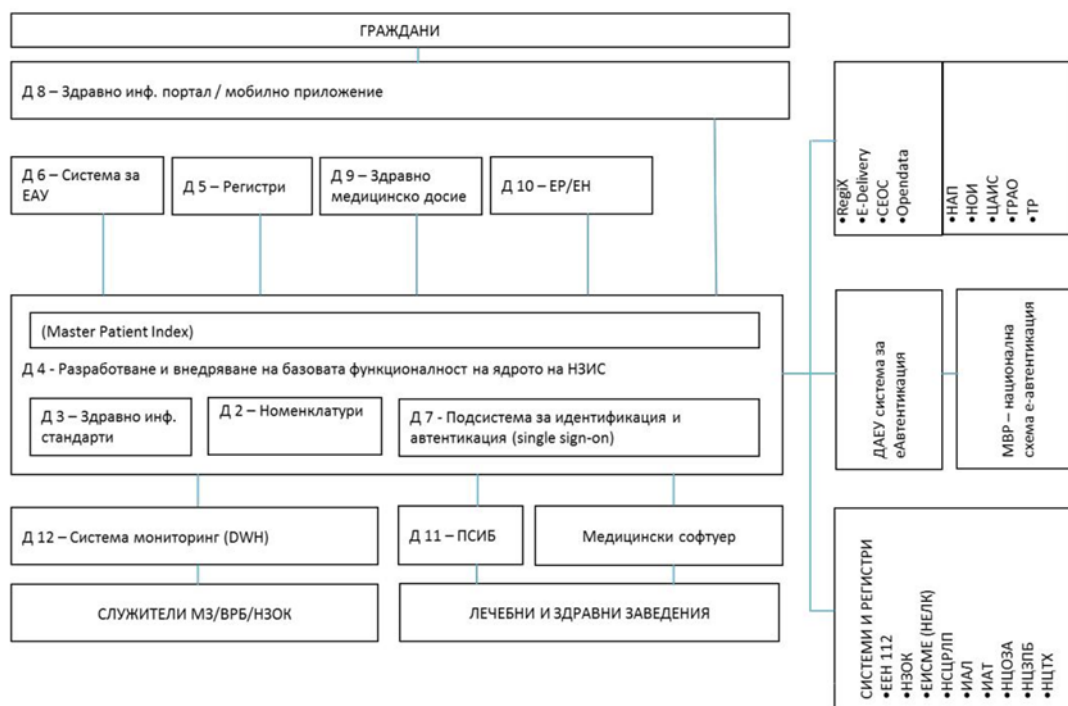 ГРАЖДАНИ
Д 8 – Здравно инф. портал / мобилно приложение
Д 6 – Система за
ЕАУ
Д 5 – Регистри
Д 9 – Здравно
медицинско досие
Д 10 – ЕР/ЕН
(Master Patient Index)
Д 4 - Разработване и внедряване на базовата функционалност на ядрото на НЗИС
Д 3 – Здравно инф.
стандарти
Д 2 – Номенклатури
Д 7 - Подсистема за идентификация и
автентикация (single sign-on)
Д 12 – Система мониторинг (DWH)
Д 11 – ПСИБ
Медицински софтуер
СЛУЖИТЕЛИ МЗ/ВРБ/НЗОК
ЛЕЧЕБНИ И ЗДРАВНИ ЗАВЕДЕНИЯ
•RegiX
•E-Delivery
•СЕОС
•Opendata
•НАП
•НОИ
•ЦАИС
•ГРАО
•ТР
ДАЕУ система за
еАвтентикация
МВР – национална
схема е-автентикация
СИСТЕМИ И РЕГИСТРИ
•ЕЕН 112
•НЗОК
•ЕИСМЕ (НЕЛК)
•НСЦРЛП
•ИАЛ
•ИАТ
•НЦОЗА
•НЦЗПБ
•НЦТХ